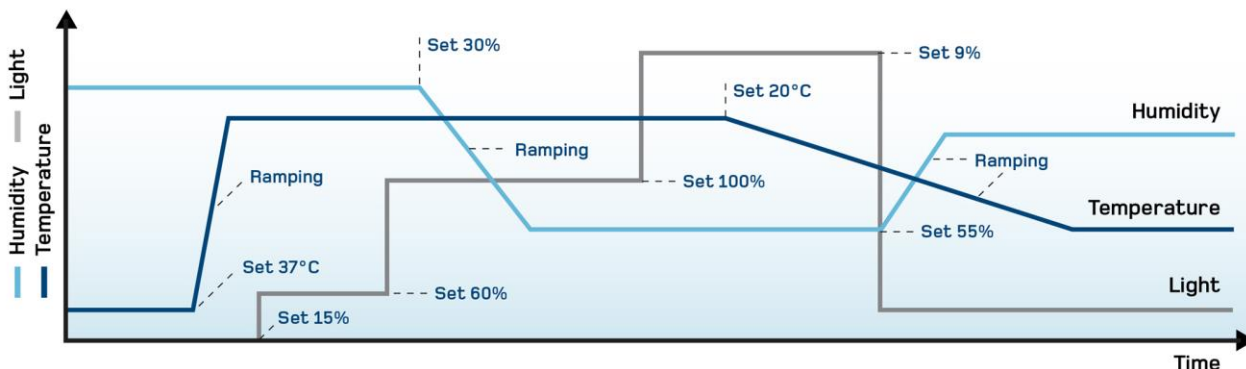 Light
Humidity
Temperature
Set 30%
Set 9%
Set 20°C
Humidity
Ramping
Ramping
Ramping
Set 100%
Temperature
Set 55%
Set 37°C
Set 60%
Light
Set 15%
Time